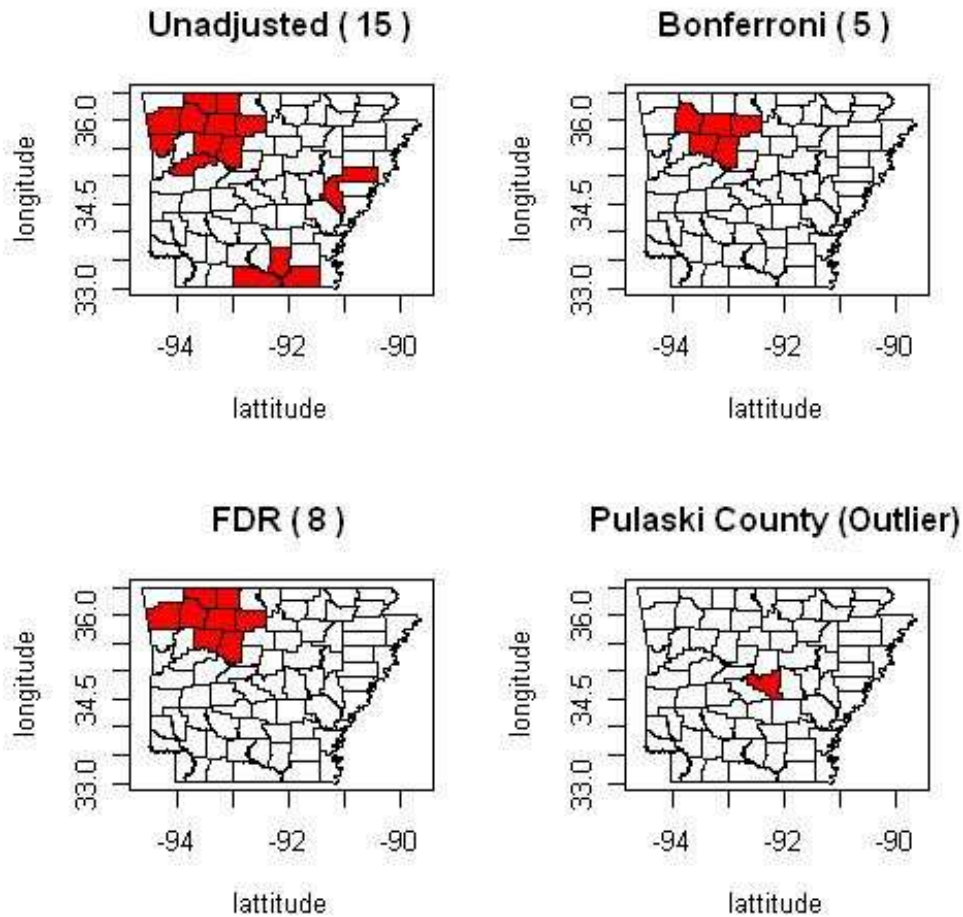 Unadjusted ( 15 )
longitude
36.0
34.5
33.0
-94
-92
-90
lattitude
Bonferroni ( 5 )
longitude
36.0
34.5
33.0
-94
-92
-90
lattitude
FDR ( 8 )
longitude
36.0
34.5
33.0
-94
-92
-90
lattitude
Pulaski County (Outlier)
longitude
36.0
34.5
33.0
-94
-92
-90
lattitude